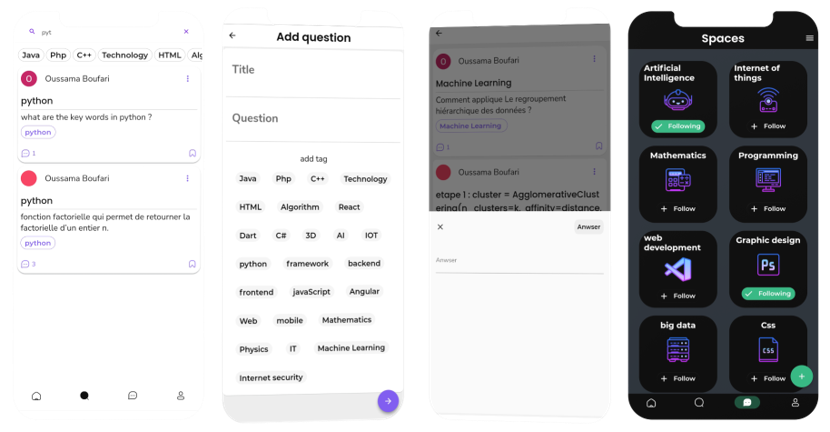 pyt
Java Php C++ Technology HTML Alg
O Oussama Boufari
python
what are the key words in python ?
python
1
Oussama Boufari
python
fonction factorielle qui permet de retourner la
factorielle d'un entier n.
python
3
Add question
Title
Question
add tag
Java Php C++ Technology
HTML Algorithm React
Dart C# 3D AI IOT
python framework backend
frontend javaScript Angular
Web mobile Mathematics
Physics IT Machine Learning
Internet security
O Oussama Boufari
Machine Learning
Comment applique Le regroupement
hiérarchique des données ?
Machine Learning
1
Oussama Boufari
etape 1 : cluster = AgglomerativeClust
ering(n_clusters=k, affinity=distance,
Anwser
Anwser
Spaces
Artificial
Intelligence
Following
Internet of
things
+ Follow
Mathematics
+ Follow
Programming
+ Follow
web
development
+ Follow
Graphic design
Ps
Following
big data
+ Follow
Css
CSS
+ Follow
+